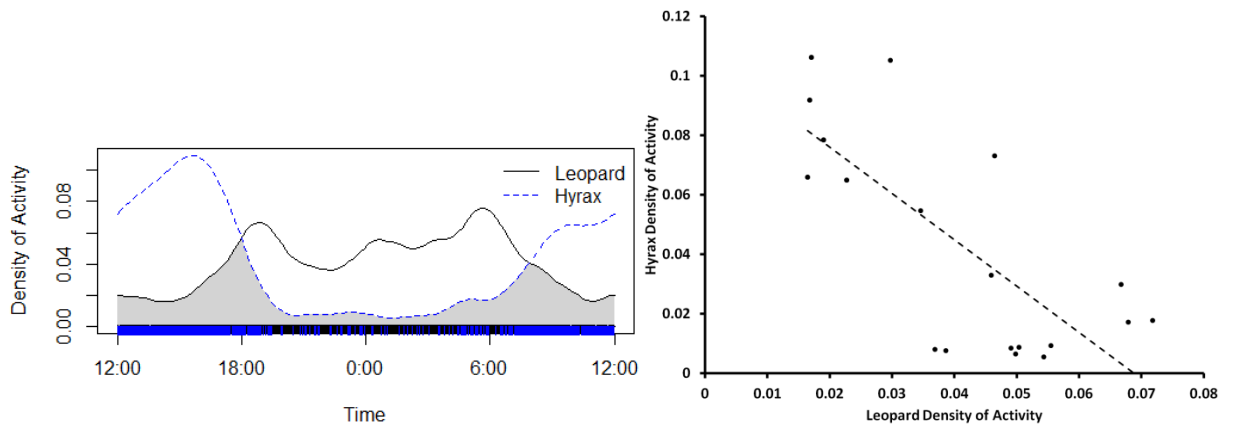 Density of Activity
0.08
0.04
0.00
Leopard
Hyrax
12:00 18:00 0:00 6:00 12:00
Time
Hyrax Density of Activity
0.12
0.1
0.08
0.06
0.04
0.02
0
0 0.01 0.02 0.03 0.04 0.05 0.06 0.07 0.08
Leopard Density of Activity